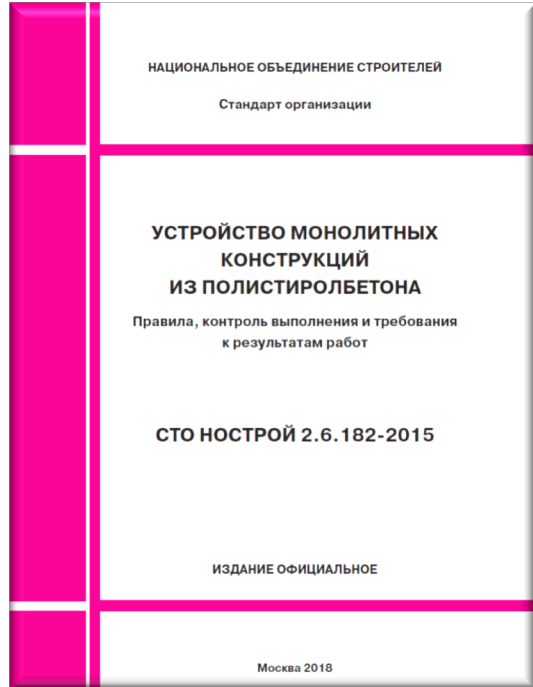 НАЦИОНАЛЬНОЕ ОБЪЕДИНЕНИЕ СТРОИТЕЛЕЙ
Стандарт организации
УСТРОЙСТВО МОНОЛИТНЫХ
КОНСТРУКЦИЙ
ИЗ ПОЛИСТИРОЛБЕТОНА
Правила, контроль выполнения и требования
к результатам работ
СТО НОСТРОЙ 2.6.182-2015
ИЗДАНИЕ ОФИЦИАЛЬНОЕ
Москва 2018